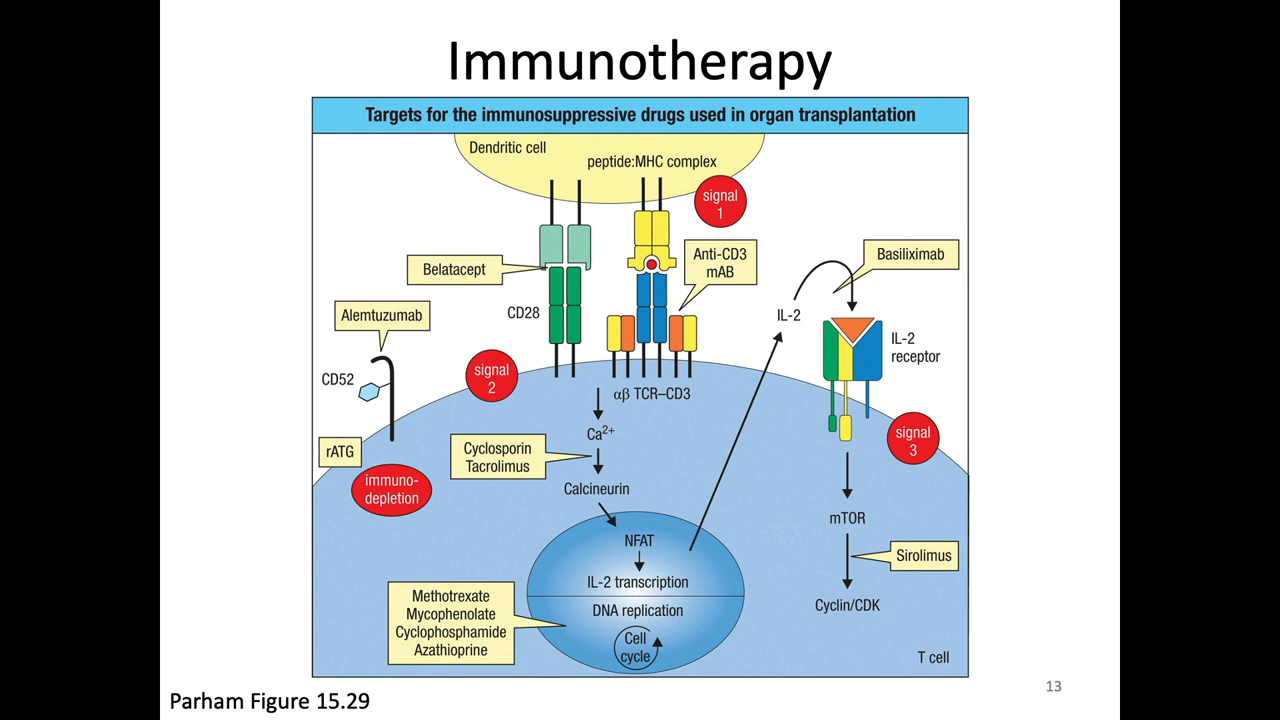 Immunotherapy
Targets for the immunosuppressive drugs used in organ transplantation
Dendritic cell
peptide:MHC complex
signal
1
Belatacept
Anti-CD3
mAB
Basiliximab
Alemtuzumab
CD28
IL-2
IL-2
receptor
signal
2
CD52
αβ TCR–CD3
Ca²⁺
signal
3
rATG
Cyclosporin
Tacrolimus
immuno-
depletion
Calcineurin
mTOR
NFAT
Sirolimus
IL-2 transcription
DNA replication
Cyclin/CDK
Methotrexate
Mycophenolate
Cyclophosphamide
Azathioprine
Cell
cycle
T cell
Parham Figure 15.29
13